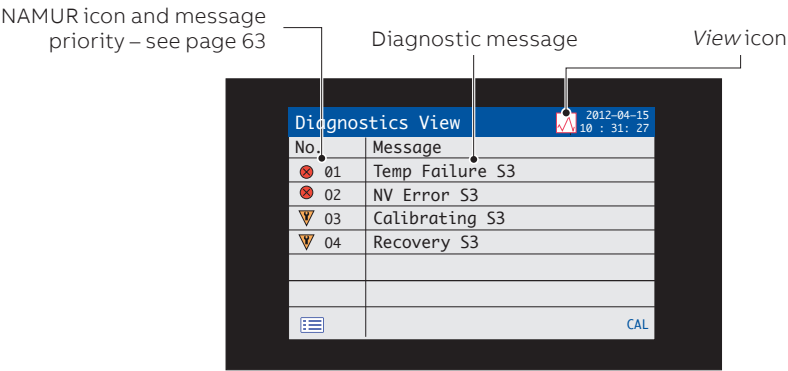 NAMUR icon and message
priority – see page 63
Diagnostic message
View icon
Diagnostics View
2012–04–15
10 : 31: 27
No. Message
01 Temp Failure S3
02 NV Error S3
03 Calibrating S3
04 Recovery S3
CAL